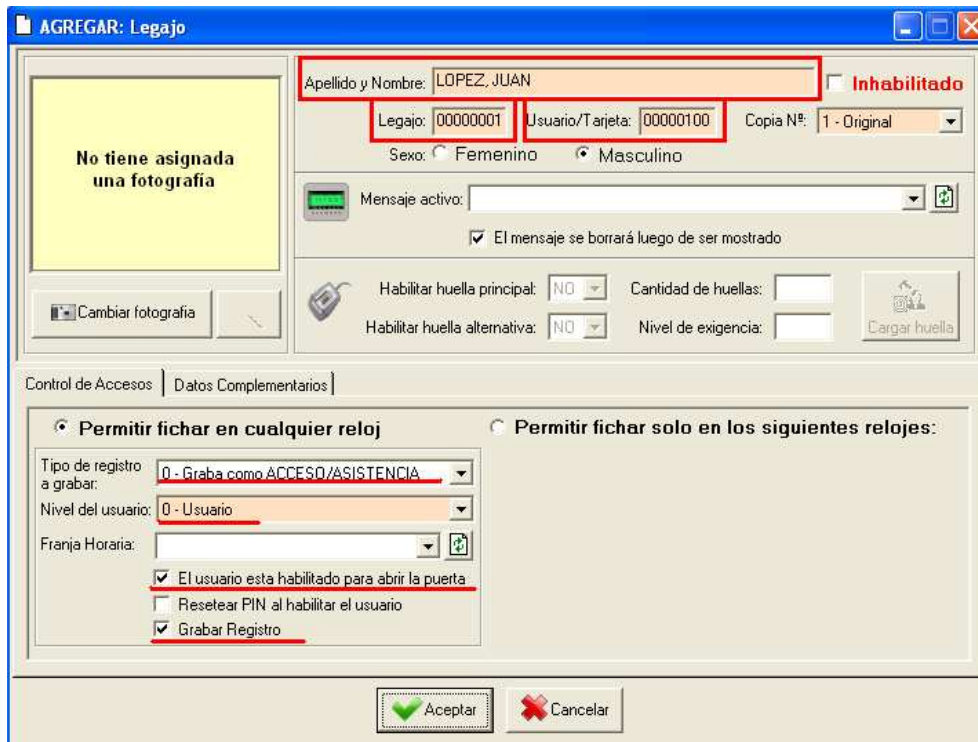 AGREGAR: Legajo
No tiene asignada
una fotografía
Cambiar fotografia
Apellido y Nombre: LOPEZ, JUAN
Inhabilitado
Legajo: 00000001 Usuario/Tarjeta: 00000100 Copia Nº: 1 - Original
Sexo: Femenino Masculino
Mensaje activo:
El mensaje se borrará luego de ser mostrado
Habilitar huella principal: NO Cantidad de huellas:
Habilitar huella alternativa: NO Nivel de exigencia:
Cargar huella
Control de Accesos Datos Complementarios
Permitir fichar en cualquier reloj
Permitir fichar solo en los siguientes relojes:
Tipo de registro
a grabar: 0 - Graba como ACCESO/ASISTENCIA
Nivel del usuario: 0 - Usuario
Franja Horaria:
El usuario esta habilitado para abrir la puerta
Resetear PIN al habilitar el usuario
Grabar Registro
Aceptar Cancelar